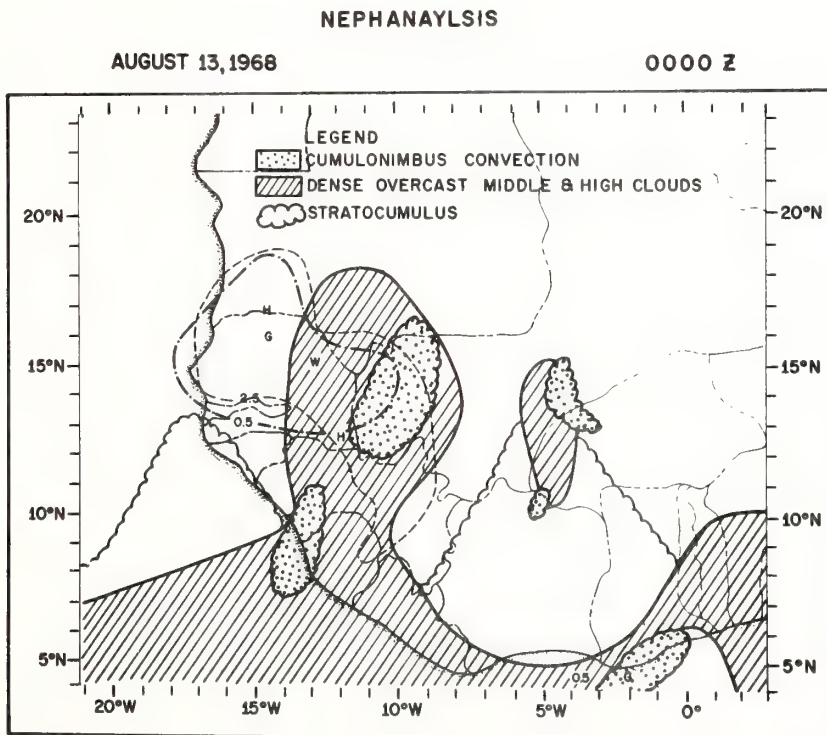 NEPHANAYLSIS
AUGUST 13,1968 0000 Z
LEGEND
CUMULONIMBUS CONVECTION
DENSE OVERCAST MIDDLE & HIGH CLOUDS
STRATOCUMULUS
20°N 20°N
H
G
W
15°N 15°N
2.5
0.5
H
10°N 10°N
5°N 5°N
0.5 G
20°W 15°W 10°W 5°W 0°